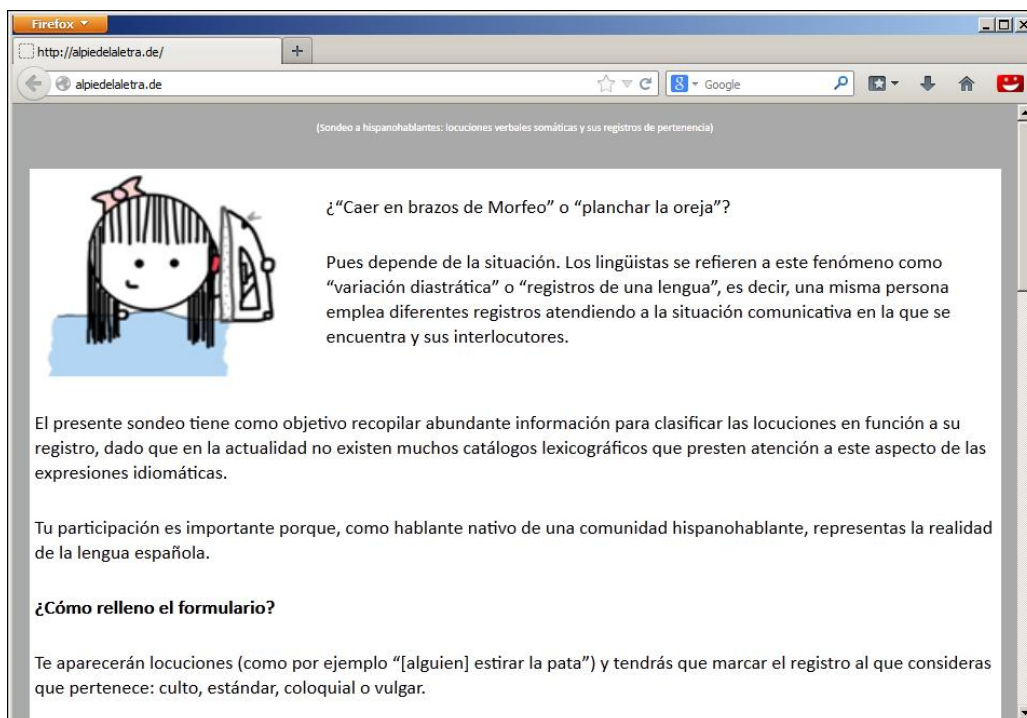 Firefox
http://alpiedelaletra.de/
+
alpiedelaletra.de
8
Google
(Sondeo a hispanohablantes: locuciones verbales somáticas y sus registros de pertenencia)
¿“Caer en brazos de Morfeo” o “planchar la oreja”?
Pues depende de la situación. Los lingüistas se refieren a este fenómeno como
“variación diastrática” o “registros de una lengua”, es decir, una misma persona
emplea diferentes registros atendiendo a la situación comunicativa en la que se
encuentra y sus interlocutores.
El presente sondeo tiene como objetivo recopilar abundante información para clasificar las locuciones en función a su
registro, dado que en la actualidad no existen muchos catálogos lexicográficos que presten atención a este aspecto de las
expresiones idiomáticas.
Tu participación es importante porque, como hablante nativo de una comunidad hispanohablante, representas la realidad
de la lengua española.
¿Cómo relleno el formulario?
Te aparecerán locuciones (como por ejemplo “[alguien] estirar la pata”) y tendrás que marcar el registro al que consideras
que pertenece: culto, estándar, coloquial o vulgar.